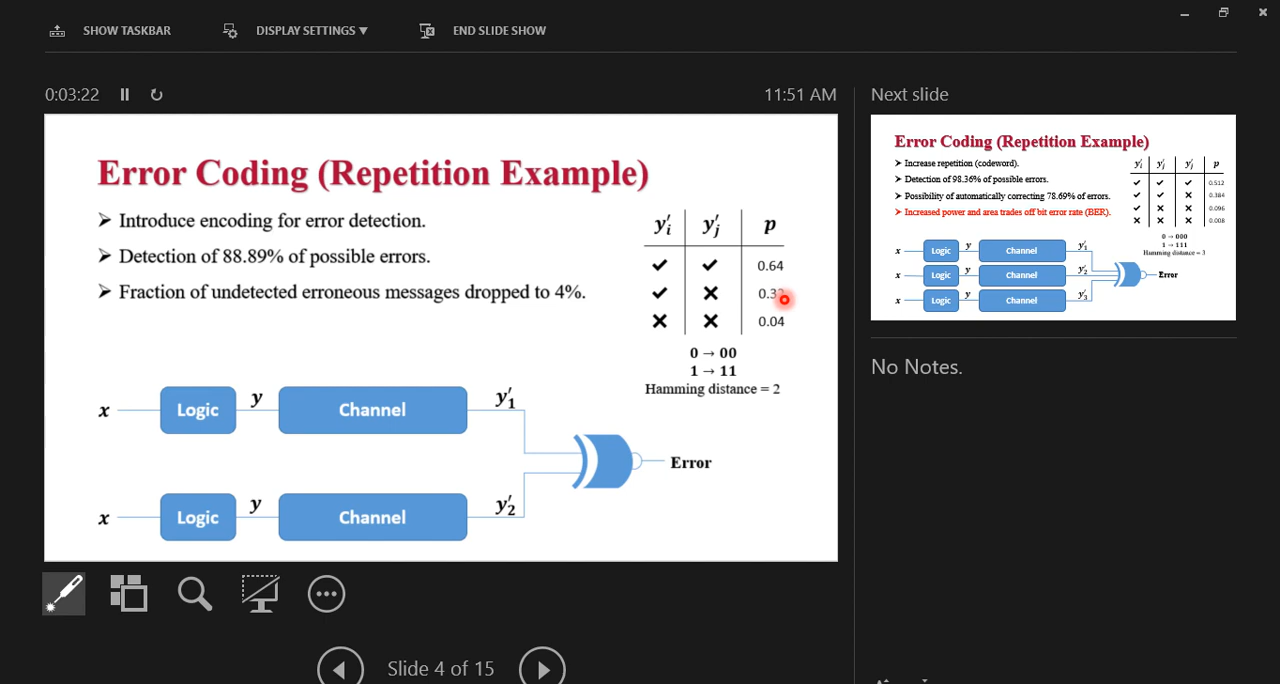 SHOW TASKBAR
DISPLAY SETTINGS ▼
END SLIDE SHOW
0:03:22
11:51 AM
Error Coding (Repetition Example)
➢ Introduce encoding for error detection.
➢ Detection of 88.89% of possible errors.
➢ Fraction of undetected erroneous messages dropped to 4%.
y′i y′j p
✓ ✓ 0.64
✓ ✕
✕ ✕ 0.04
0 → 00
1 → 11
Hamming distance = 2
x Logic y Channel y′1
Error
x Logic y Channel y′2
Slide 4 of 15
Next slide
Error Coding (Repetition Example)
➢ Increase repetition (codeword).
➢ Detection of 98.36% of possible errors.
➢ Possibility of automatically correcting 78.69% of errors.
➢ Increased power and area trades off bit error rate (BER).
y′i y′j y′j p
✓ ✓ ✓ 0.512
✓ ✓ ✕ 0.384
✓ ✕ ✕ 0.096
✕ ✕ ✕ 0.008
0 → 000
1 → 111
Hamming distance = 3
x Logic y Channel y′1
x Logic y Channel y′2
Error
x Logic y Channel y′3
No Notes.